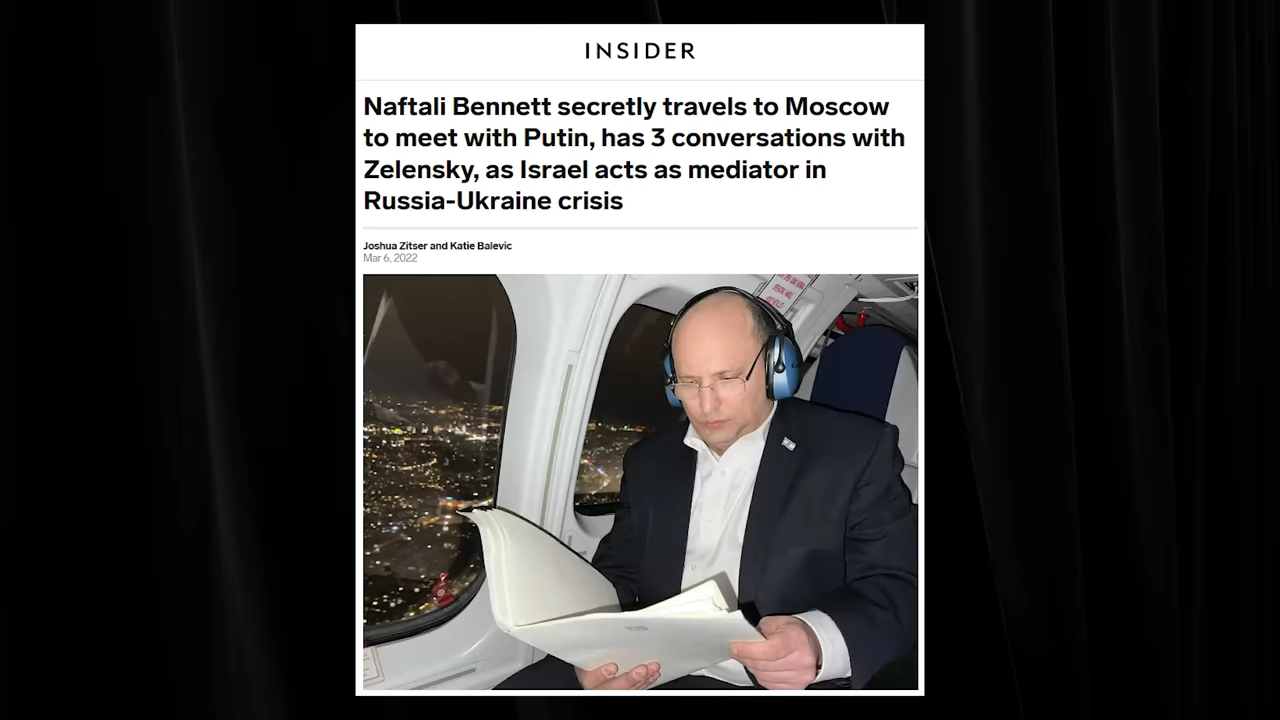 INSIDER
Naftali Bennett secretly travels to Moscow
to meet with Putin, has 3 conversations with
Zelensky, as Israel acts as mediator in
Russia-Ukraine crisis
Joshua Zitser and Katie Balevic
Mar 6, 2022